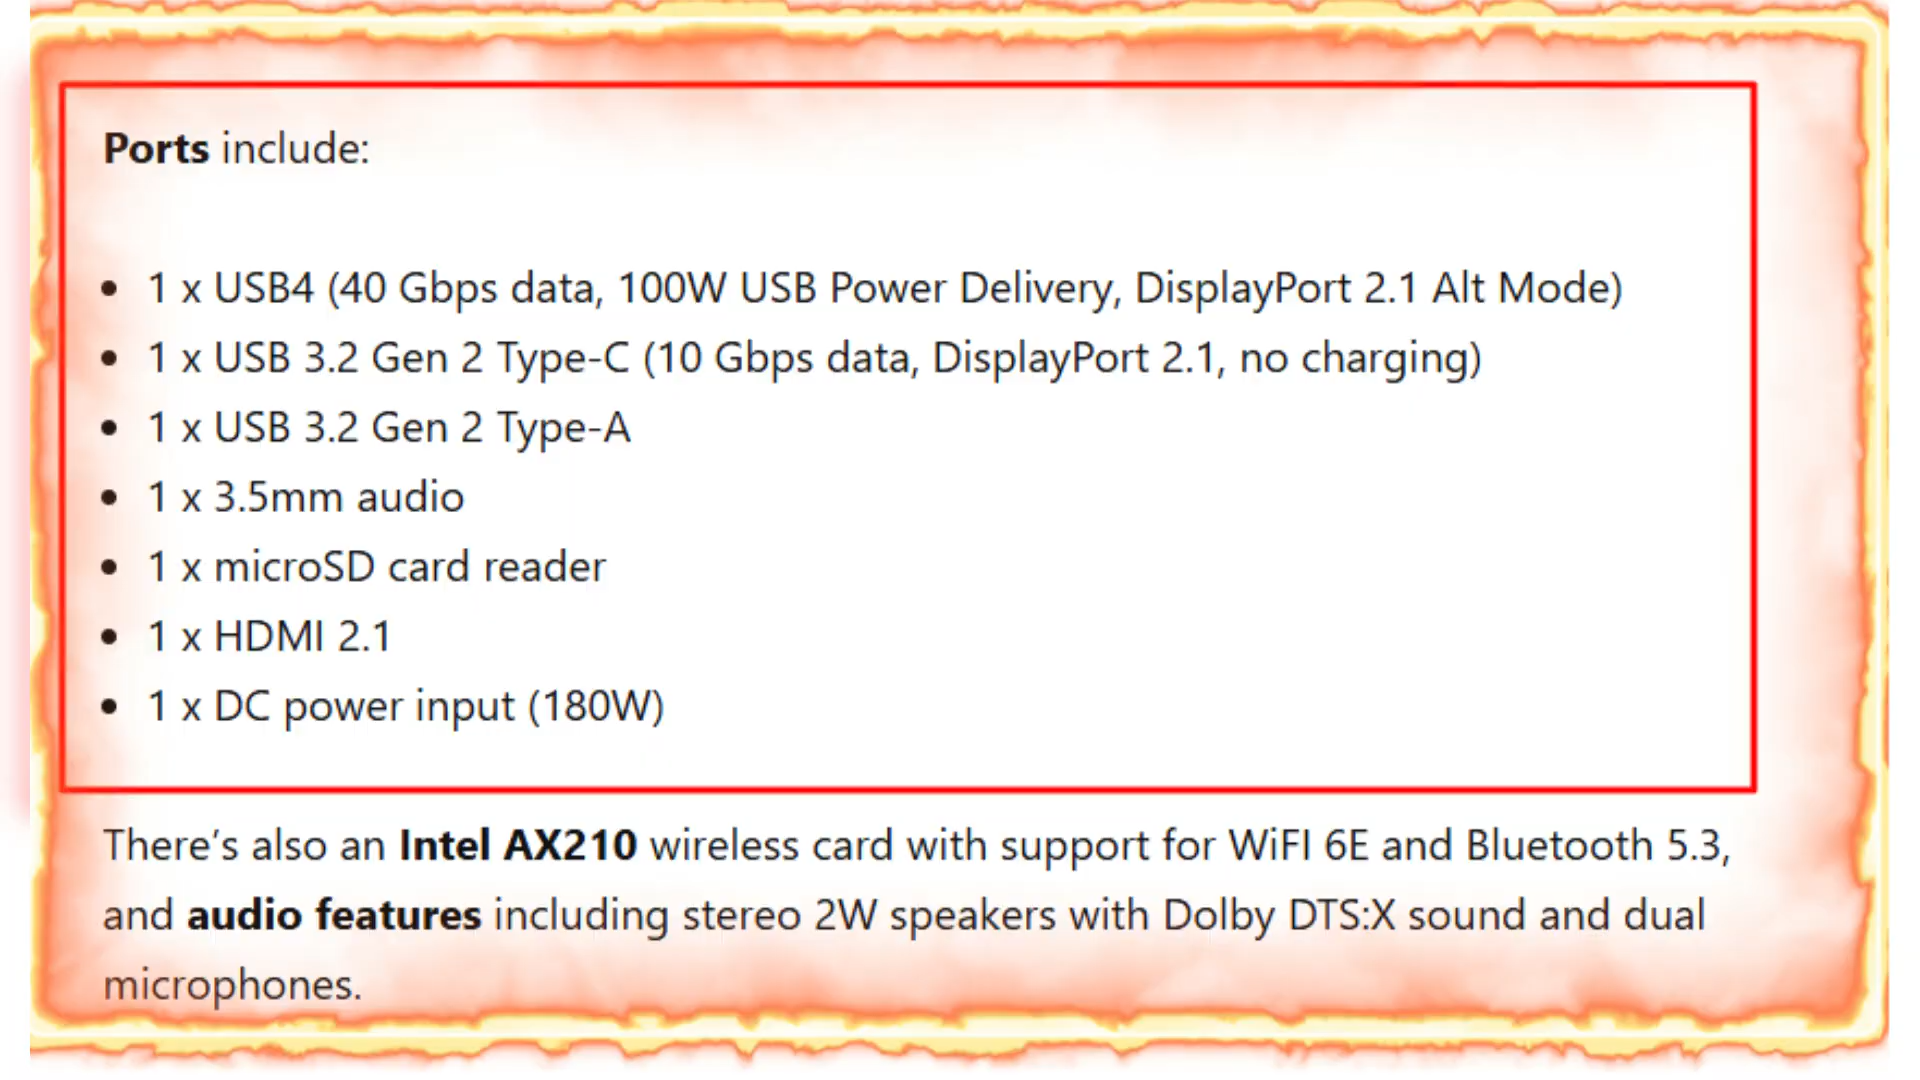 Ports include:
• 1 x USB4 (40 Gbps data, 100W USB Power Delivery, DisplayPort 2.1 Alt Mode)
• 1 x USB 3.2 Gen 2 Type-C (10 Gbps data, DisplayPort 2.1, no charging)
• 1 x USB 3.2 Gen 2 Type-A
• 1 x 3.5mm audio
• 1 x microSD card reader
• 1 x HDMI 2.1
• 1 x DC power input (180W)
There’s also an Intel AX210 wireless card with support for WiFI 6E and Bluetooth 5.3,
and audio features including stereo 2W speakers with Dolby DTS:X sound and dual
microphones.